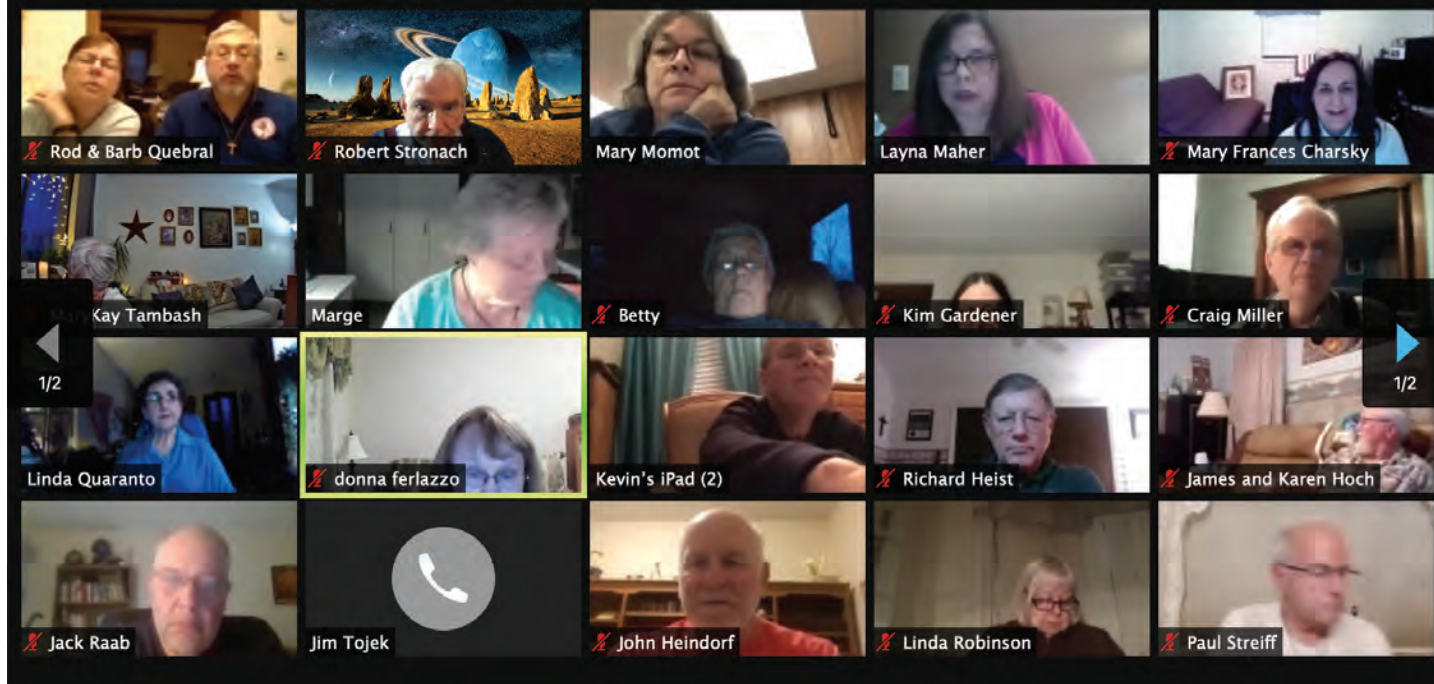 Rod & Barb Quebral
Robert Stronach
Mary Momot
Layna Maher
Mary Frances Charsky
MaryKay Tambash
Marge
Betty
Kim Gardener
Craig Miller
1/2
1/2
Linda Quaranto
donna ferlazzo
Kevin's iPad (2)
Richard Heist
James and Karen Hoch
Jack Raab
Jim Tojek
John Heindorf
Linda Robinson
Paul Streiff